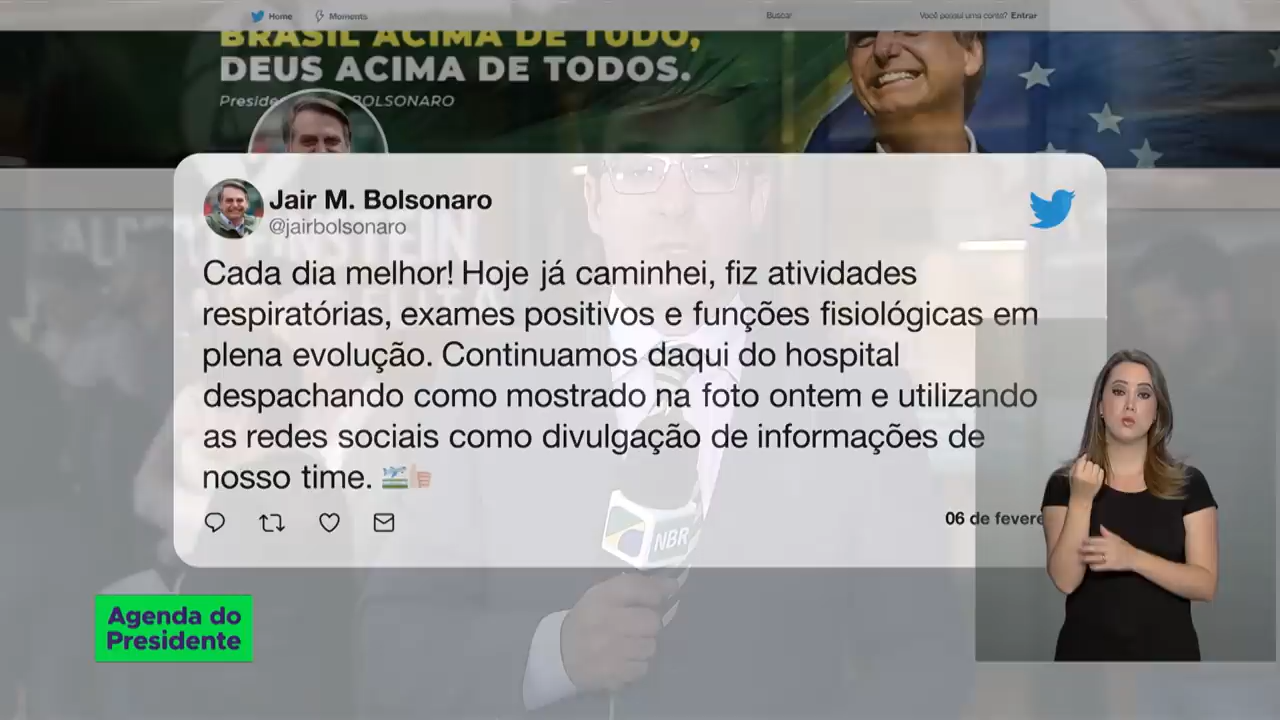 Home
Moments
Buscar
Você possui uma conta? Entrar
BRASIL ACIMA DE TUDO,
DEUS ACIMA DE TODOS.
BOLSONARO
Jair M. Bolsonaro
@jairbolsonaro
Cada dia melhor! Hoje já caminhei, fiz atividades
respiratórias, exames positivos e funções fisiológicas em
plena evolução. Continuamos daqui do hospital
despachando como mostrado na foto ontem e utilizando
as redes sociais como divulgação de informações de
nosso time. 🛫👍
06 de
NBR
Agenda do
Presidente